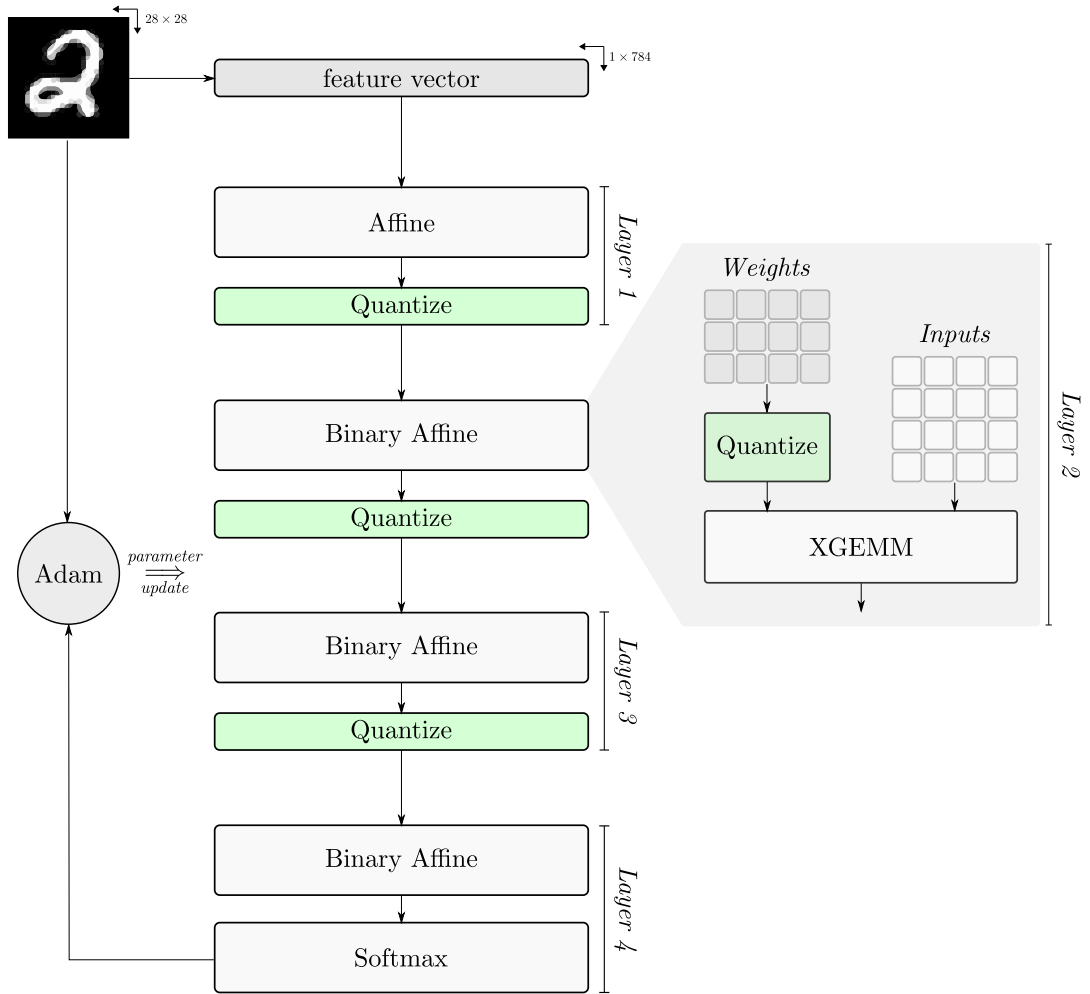 28 × 28
1 × 784
feature vector
Affine
Quantize
Layer 1
Binary Affine
Quantize
Weights
Inputs
Quantize
XGEMM
Layer 2
Adam
parameter
update
Binary Affine
Quantize
Layer 3
Binary Affine
Softmax
Layer 4